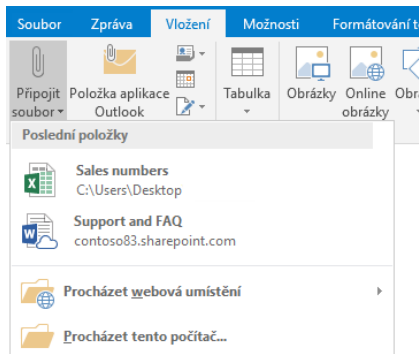 Soubor Zpráva Vložení Možnosti Formátování t
Připojit Položka aplikace Tabulka Obrázky Online Obr
soubor Outlook obrázky
Poslední položky
Sales numbers
C:\Users\Desktop
Support and FAQ
contoso83.sharepoint.com
Procházet webová umístění
Procházet tento počítač...